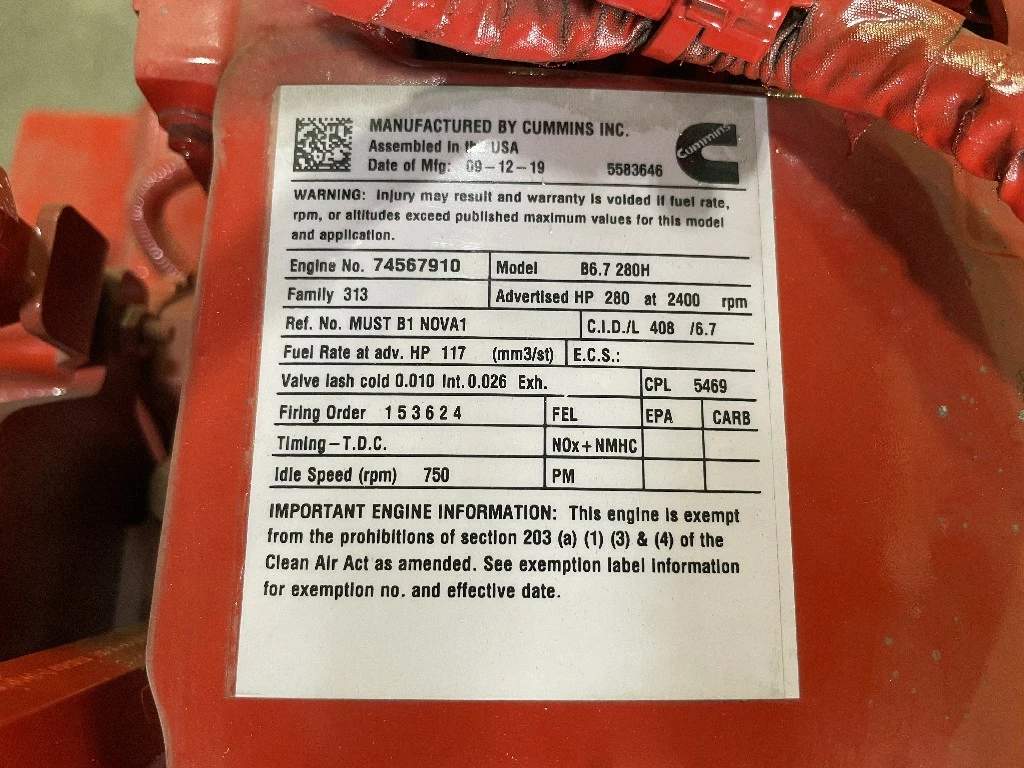 MANUFACTURED BY CUMMINS INC.
Assembled in the USA
Date of Mfg: 09-12-19 5583646
Cummins
WARNING: Injury may result and warranty is voided if fuel rate,
rpm, or altitudes exceed published maximum values for this model
and application.
Engine No. 74567910 Model B6.7 280H
Family 313 Advertised HP 280 at 2400 rpm
Ref. No. MUST B1 NOVA1 C.I.D./L 408 /6.7
Fuel Rate at adv. HP 117 (mm3/st) E.C.S.:
Valve lash cold 0.010 Int. 0.026 Exh. CPL 5469
Firing Order 1 5 3 6 2 4 FEL EPA CARB
Timing-T.D.C. NOx+NMHC
Idle Speed (rpm) 750 PM
IMPORTANT ENGINE INFORMATION: This engine is exempt
from the prohibitions of section 203 (a) (1) (3) & (4) of the
Clean Air Act as amended. See exemption label information
for exemption no. and effective date.